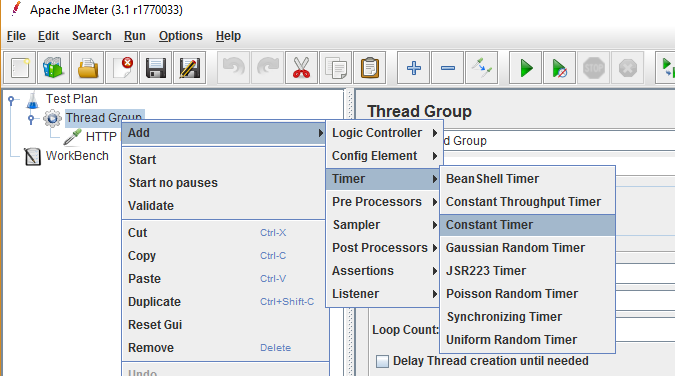 Apache JMeter (3.1 r1770033)
File Edit Search Run Options Help
Test Plan
Thread Group
HTTP
WorkBench
Thread Group
ad Group
Add
Start
Start no pauses
Validate
Cut Ctrl-X
Copy Ctrl-C
Paste Ctrl-V
Duplicate Ctrl+Shift-C
Reset Gui
Remove Delete
Undo
Logic Controller
Config Element
Timer
Pre Processors
Sampler
Post Processors
Assertions
Listener
BeanShell Timer
Constant Throughput Timer
Constant Timer
Gaussian Random Timer
JSR223 Timer
Poisson Random Timer
Synchronizing Timer
Uniform Random Timer
Loop Count:
Delay Thread creation until needed